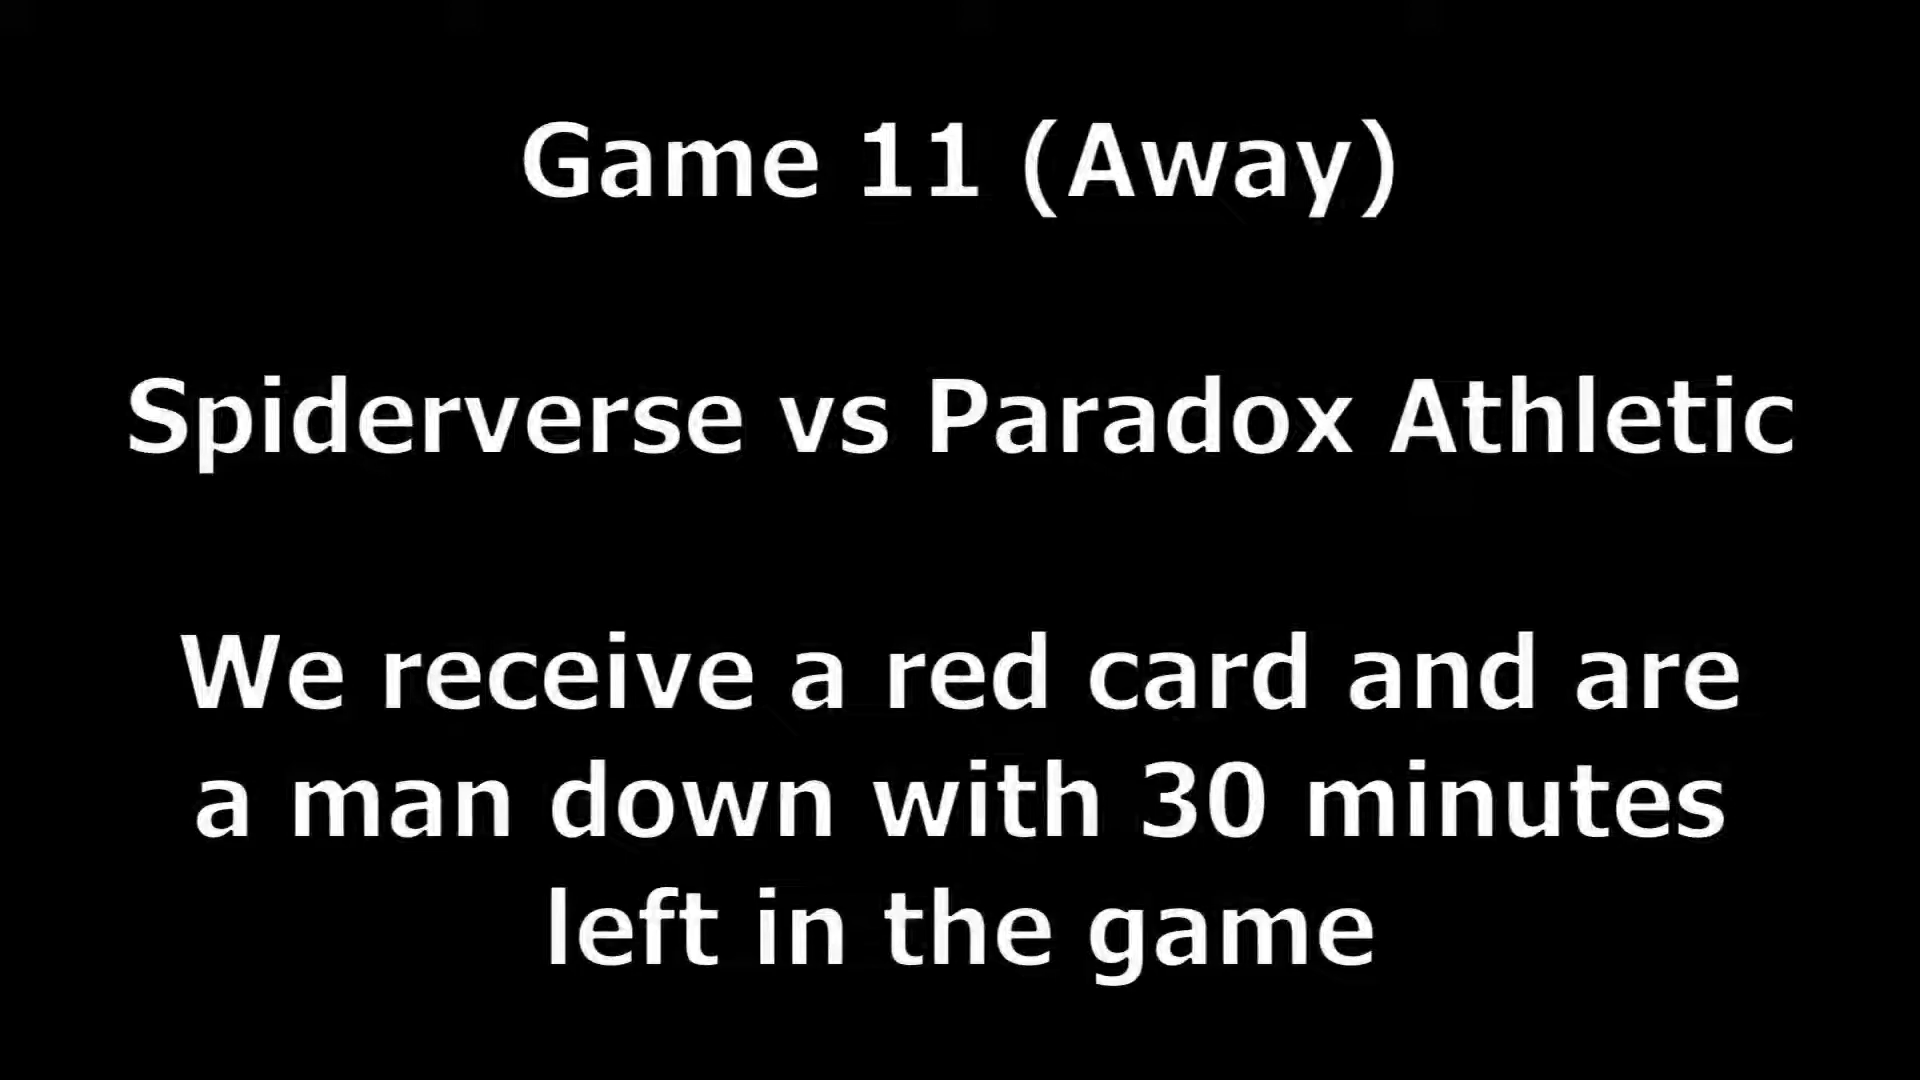 Game 11 (Away)
Spiderverse vs Paradox Athletic
We receive a red card and are
a man down with 30 minutes
left in the game